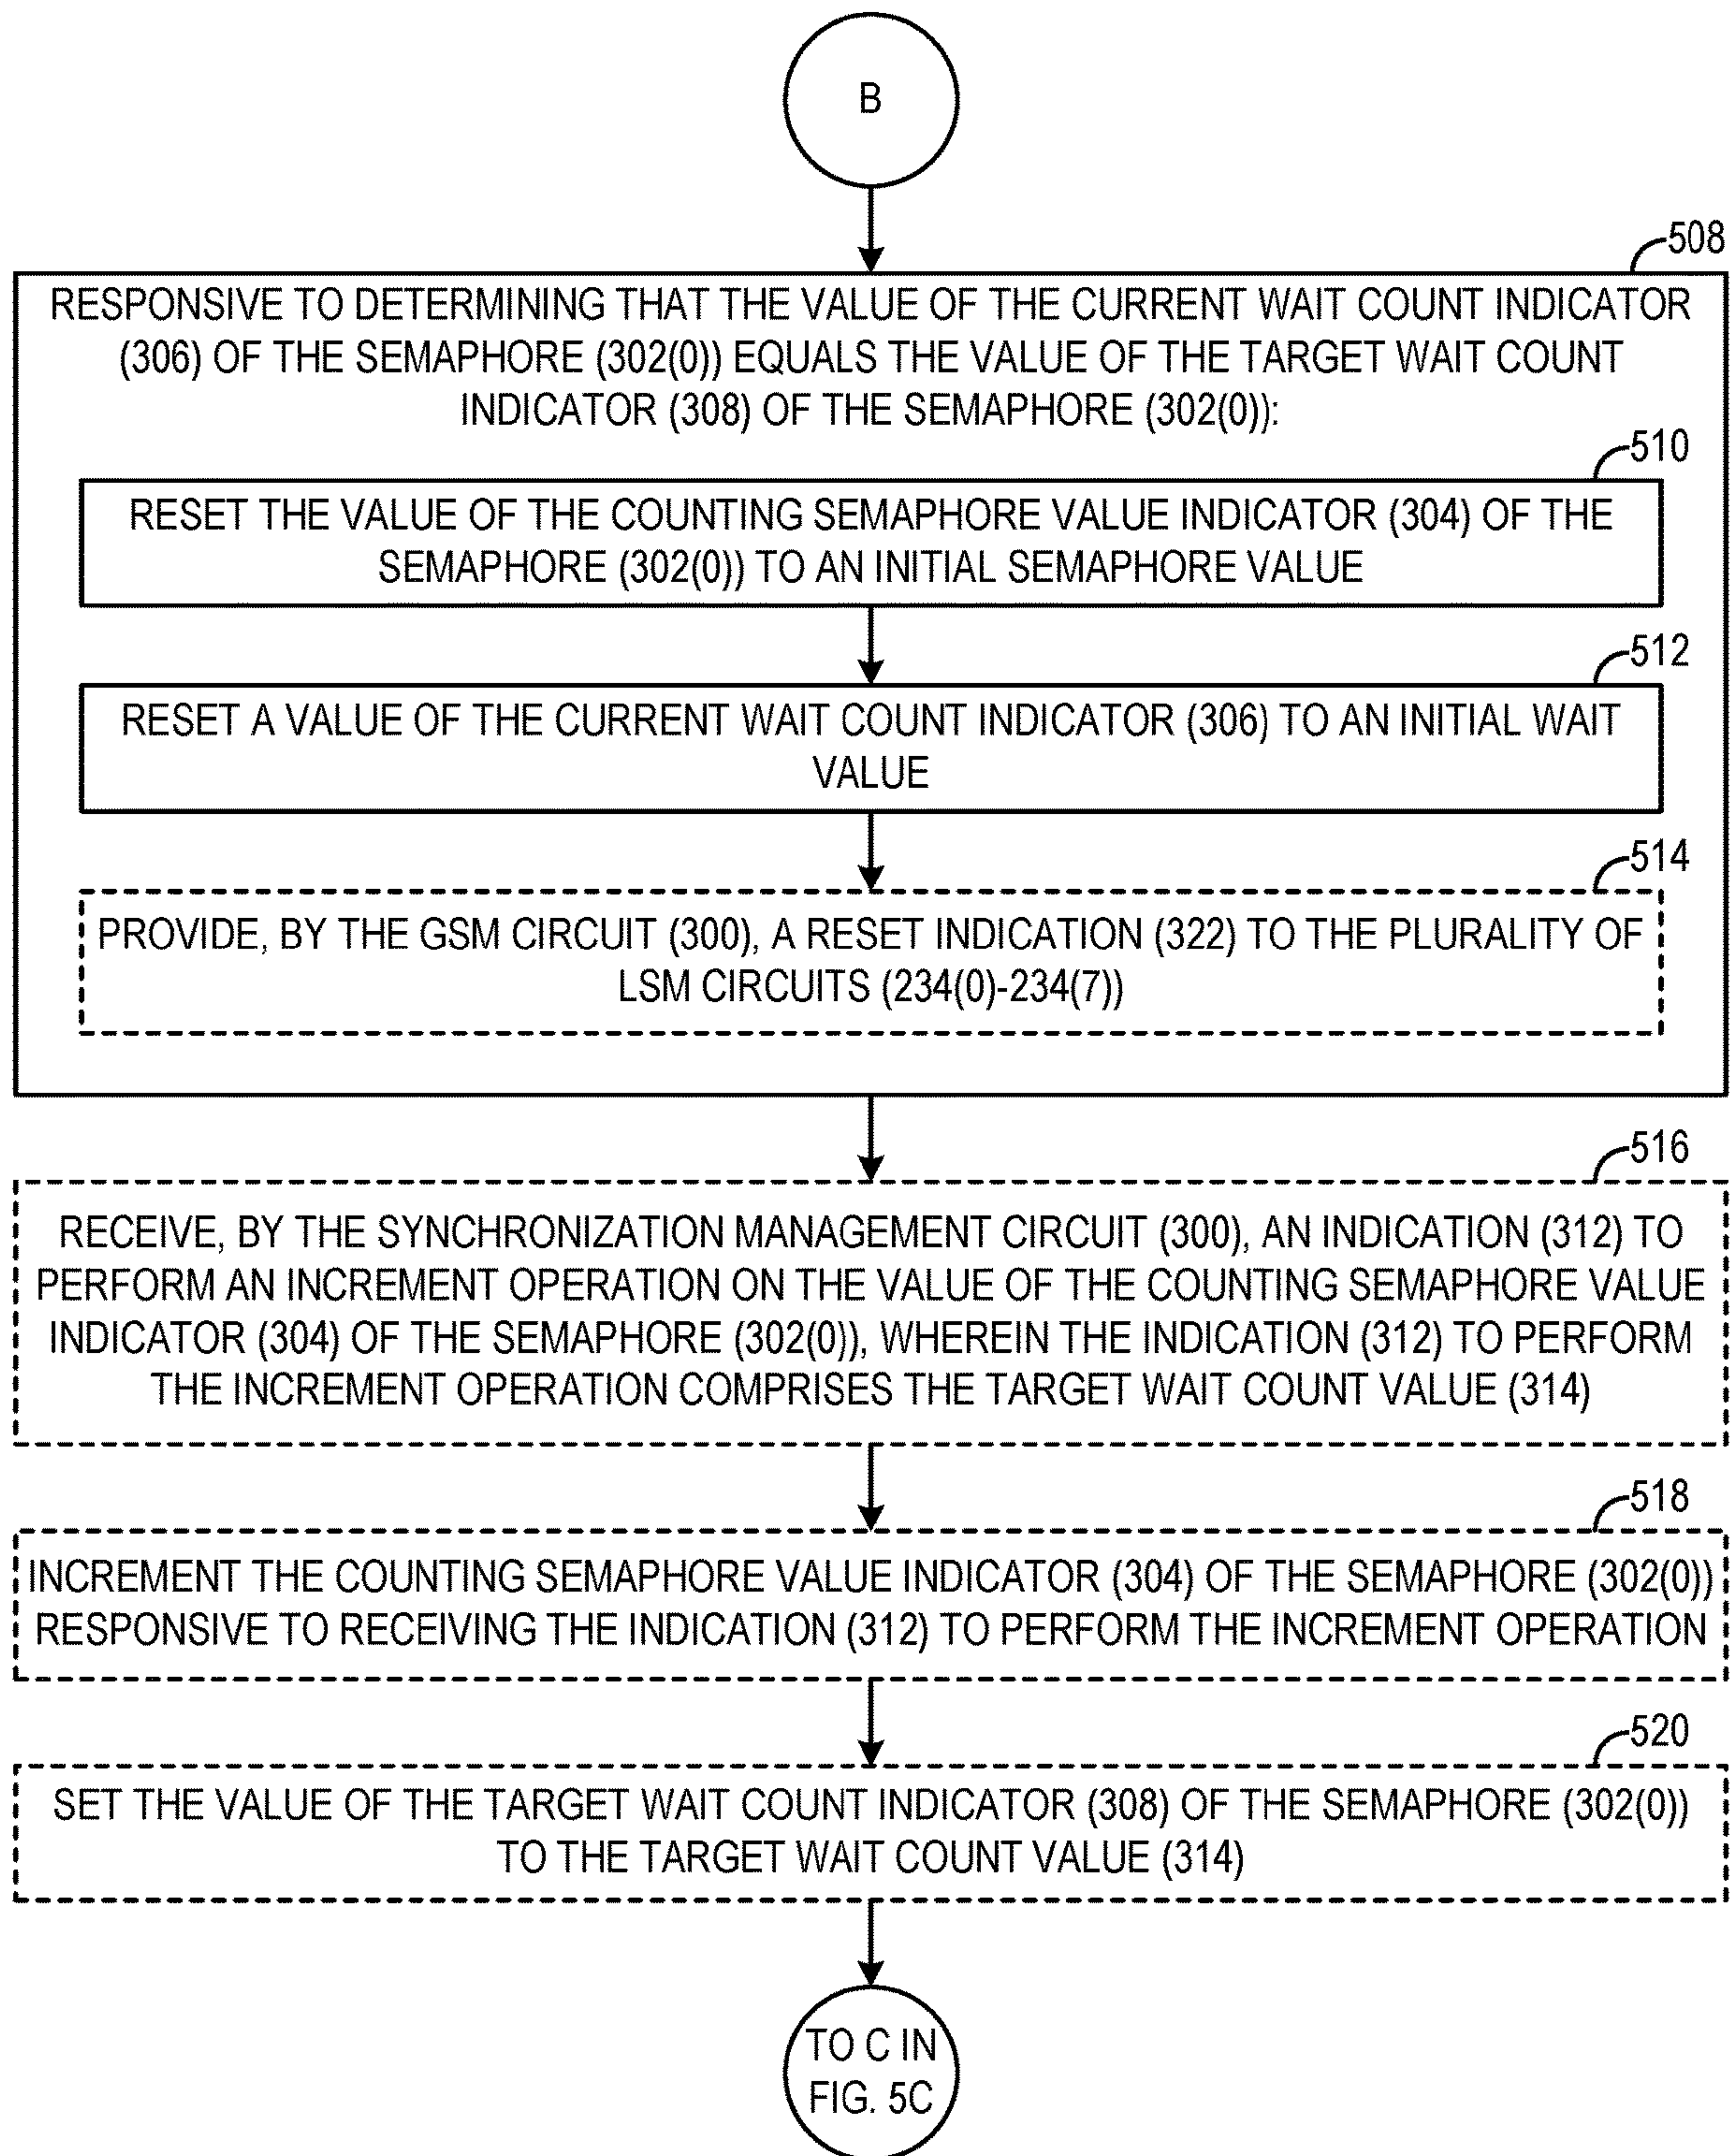 B
508
RESPONSIVE TO DETERMINING THAT THE VALUE OF THE CURRENT WAIT COUNT INDICATOR
(306) OF THE SEMAPHORE (302(0)) EQUALS THE VALUE OF THE TARGET WAIT COUNT
INDICATOR (308) OF THE SEMAPHORE (302(0)):
510
RESET THE VALUE OF THE COUNTING SEMAPHORE VALUE INDICATOR (304) OF THE
SEMAPHORE (302(0)) TO AN INITIAL SEMAPHORE VALUE
512
RESET A VALUE OF THE CURRENT WAIT COUNT INDICATOR (306) TO AN INITIAL WAIT
VALUE
514
PROVIDE, BY THE GSM CIRCUIT (300), A RESET INDICATION (322) TO THE PLURALITY OF
LSM CIRCUITS (234(0)-234(7))
516
RECEIVE, BY THE SYNCHRONIZATION MANAGEMENT CIRCUIT (300), AN INDICATION (312) TO
PERFORM AN INCREMENT OPERATION ON THE VALUE OF THE COUNTING SEMAPHORE VALUE
INDICATOR (304) OF THE SEMAPHORE (302(0)), WHEREIN THE INDICATION (312) TO PERFORM
THE INCREMENT OPERATION COMPRISES THE TARGET WAIT COUNT VALUE (314)
518
INCREMENT THE COUNTING SEMAPHORE VALUE INDICATOR (304) OF THE SEMAPHORE (302(0))
RESPONSIVE TO RECEIVING THE INDICATION (312) TO PERFORM THE INCREMENT OPERATION
520
SET THE VALUE OF THE TARGET WAIT COUNT INDICATOR (308) OF THE SEMAPHORE (302(0))
TO THE TARGET WAIT COUNT VALUE (314)
TO C IN
FIG. 5C